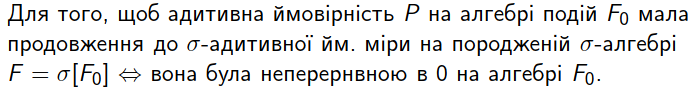 Для того, щоб адитивна ймовірність P на алгебрі подій F₀ мала
продовження до σ-адитивної йм. міри на породженій σ-алгебрі
F = σ[F₀] ⇔ вона була неперервною в 0 на алгебрі F₀.